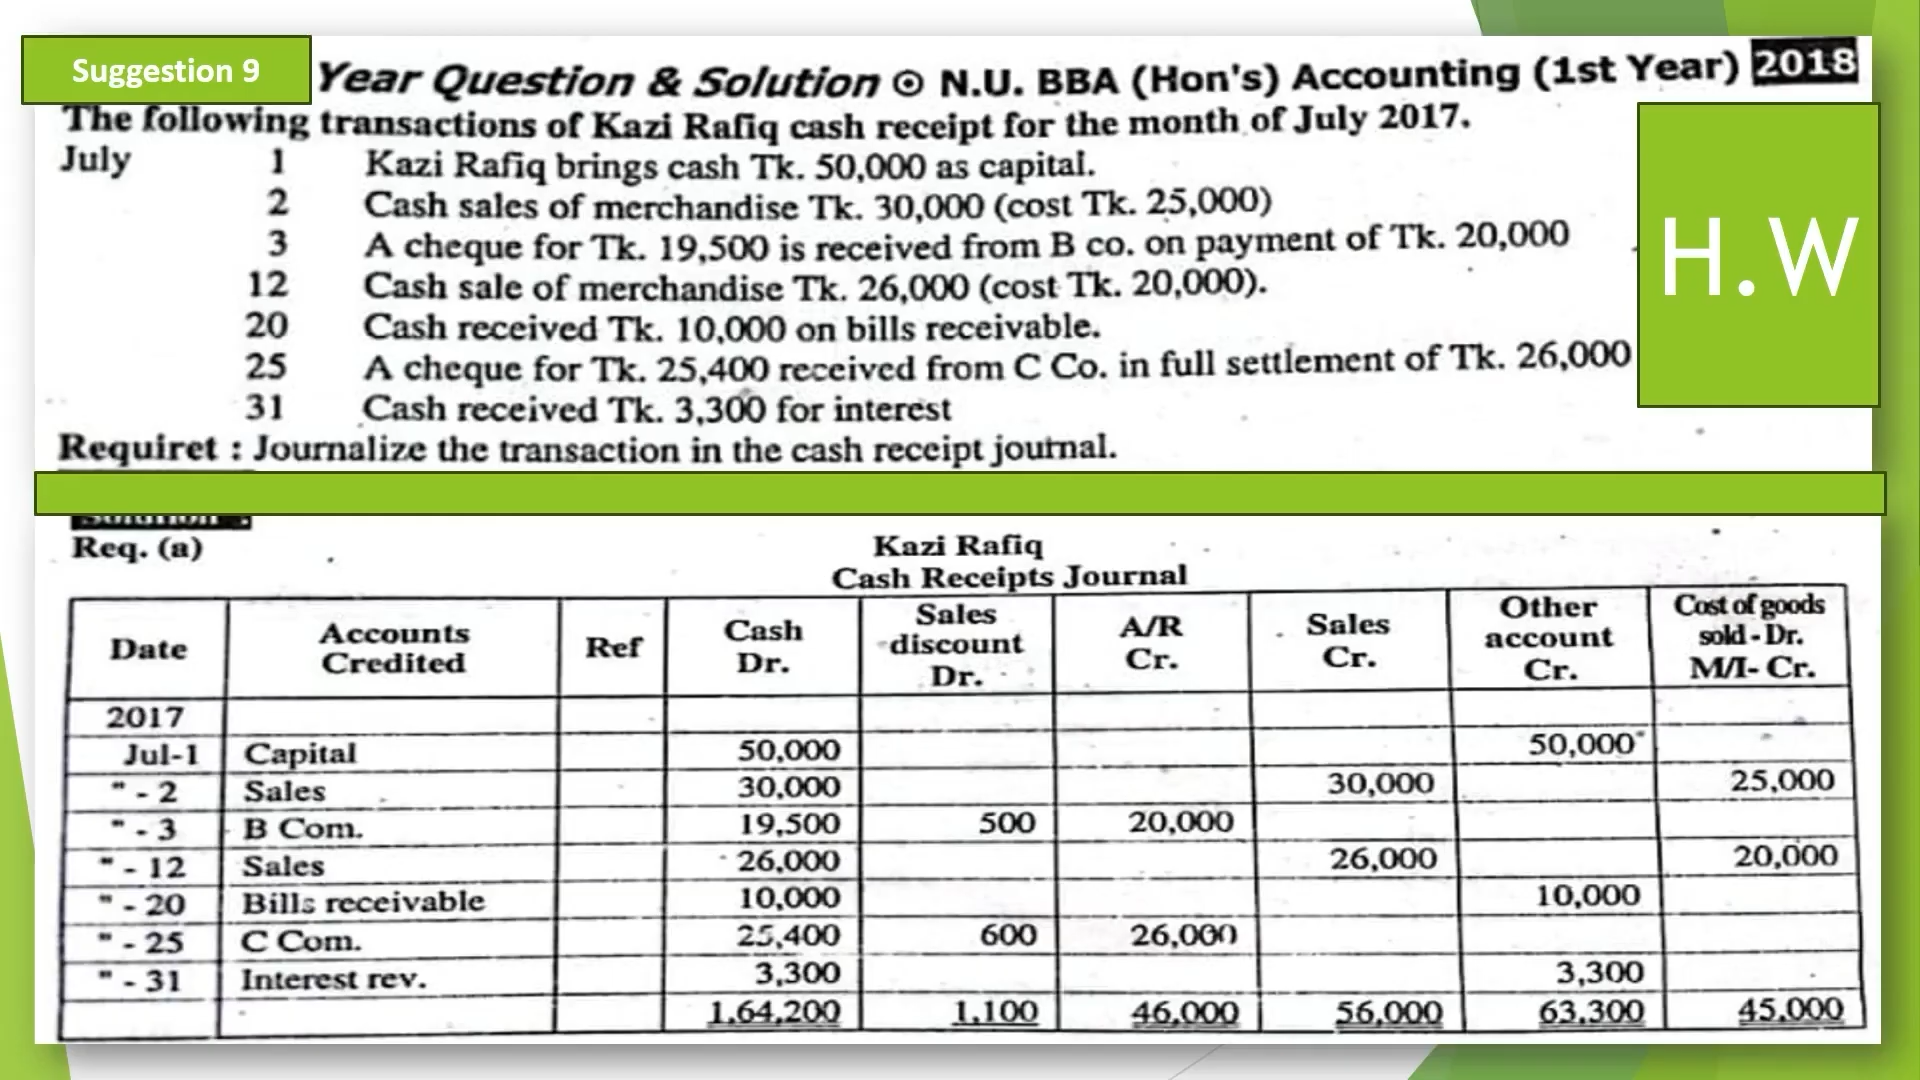 Suggestion 9
Year Question & Solution ⊙ N.U. BBA (Hon's) Accounting (1st Year) 2018
The following transactions of Kazi Rafiq cash receipt for the month of July 2017.
July 1 Kazi Rafiq brings cash Tk. 50,000 as capital.
2 Cash sales of merchandise Tk. 30,000 (cost Tk. 25,000)
3 A cheque for Tk. 19,500 is received from B co. on payment of Tk. 20,000
12 Cash sale of merchandise Tk. 26,000 (cost Tk. 20,000).
20 Cash received Tk. 10,000 on bills receivable.
25 A cheque for Tk. 25,400 received from C Co. in full settlement of Tk. 26,000
31 Cash received Tk. 3,300 for interest
Requiret : Journalize the transaction in the cash receipt journal.
H.W
Solution :
Req. (a)
Kazi Rafiq
Cash Receipts Journal
Date Accounts Credited Ref Cash Dr. Sales discount Dr. A/R Cr. Sales Cr. Other account Cr. Cost of goods sold - Dr. M/I- Cr.
2017
Jul-1 Capital 50,000 50,000
" - 2 Sales 30,000 30,000 25,000
" - 3 B Com. 19,500 500 20,000
" - 12 Sales 26,000 26,000 20,000
" - 20 Bills receivable 10,000 10,000
" - 25 C Com. 25,400 600 26,000
" - 31 Interest rev. 3,300 3,300
1,64,200 1,100 46,000 56,000 63,300 45,000